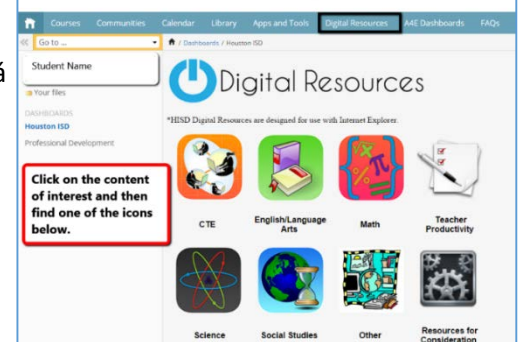 Courses Communities Calendar Library Apps and Tools Digital Resources A4E Dashboards FAQs
Go to ...
/ Dashboards / Houston ISD
Student Name
á
Your files
DASHBOARDS
Houston ISD
Professional Development
Digital Resources
*HISD Digital Resources are designed for use with Internet Explorer.
Click on the content
of interest and then
find one of the icons
below.
CTE
English/Language
Arts
Math
Teacher
Productivity
Science
Social Studies
Other
Resources for
Consideration